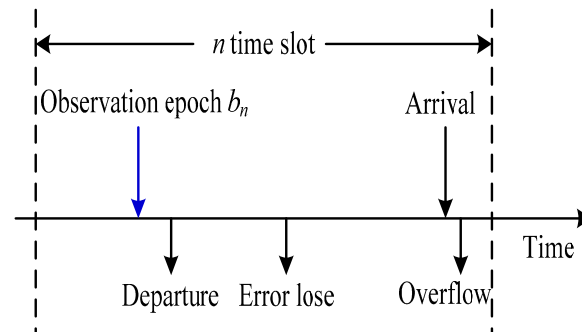 n time slot
Observation epoch bn
Arrival
Time
Departure
Error lose
Overflow